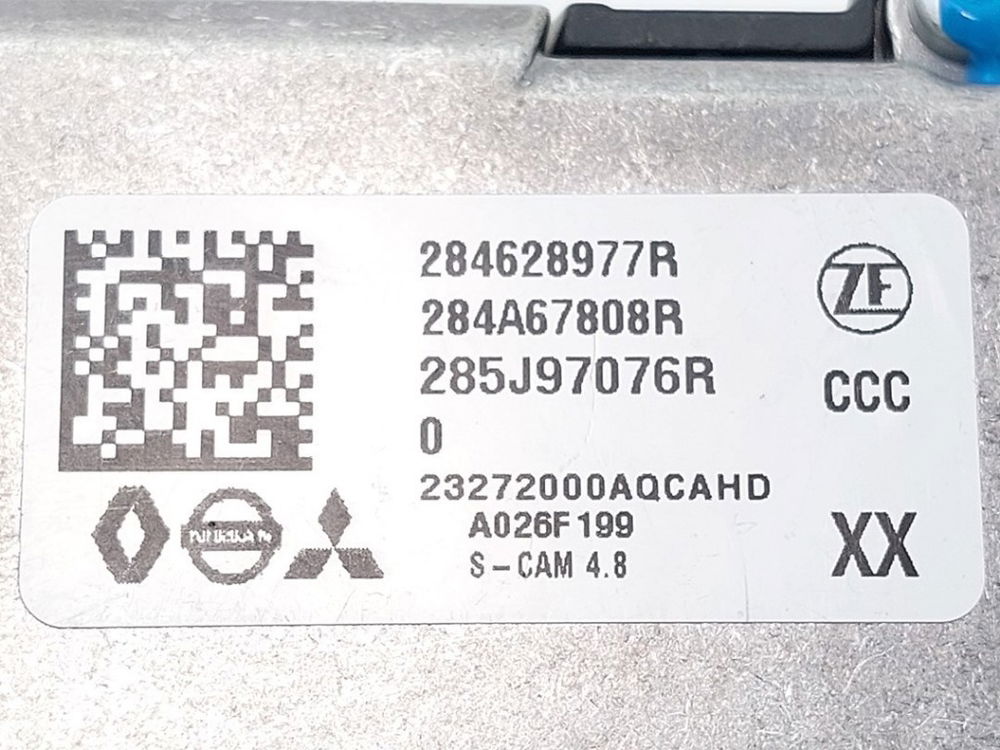 284628977R
284A67808R
285J97076R
0
23272000AQCAHD
A026F199
S-CAM 4.8
ZF
CCC
XX